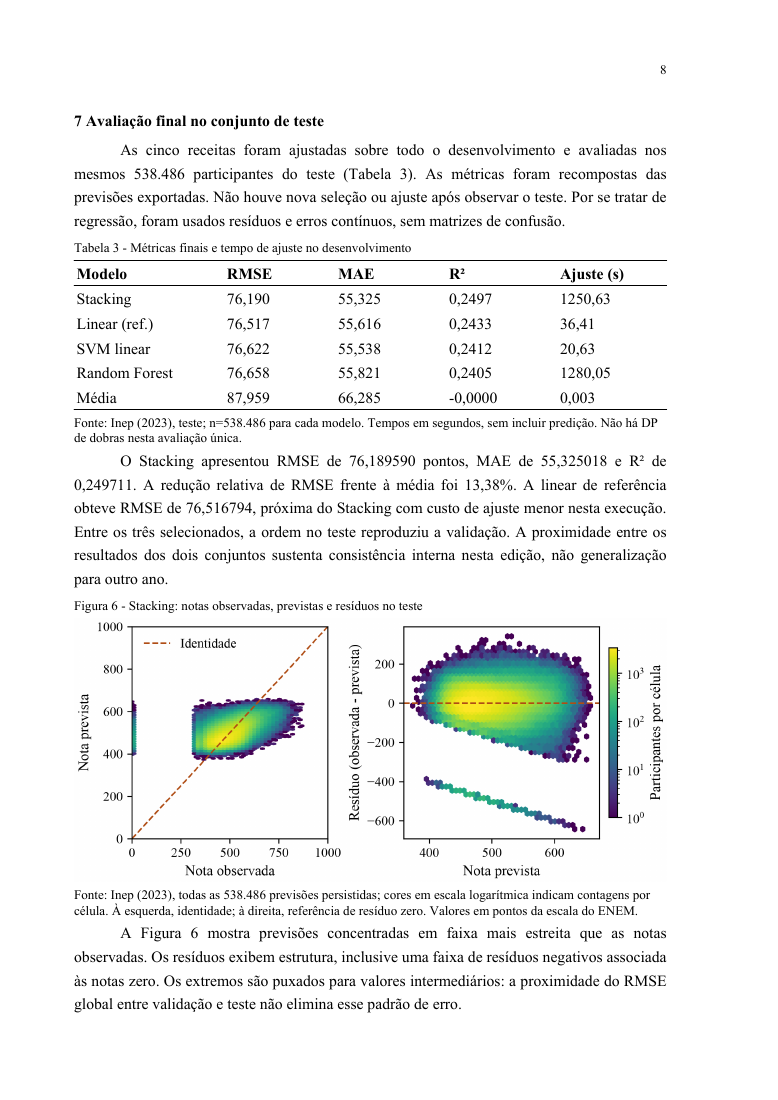 8
7 Avaliação final no conjunto de teste
As cinco receitas foram ajustadas sobre todo o desenvolvimento e avaliadas nos
mesmos 538.486 participantes do teste (Tabela 3). As métricas foram recompostas das
previsões exportadas. Não houve nova seleção ou ajuste após observar o teste. Por se tratar de
regressão, foram usados resíduos e erros contínuos, sem matrizes de confusão.
Tabela 3 - Métricas finais e tempo de ajuste no desenvolvimento
Modelo RMSE MAE R² Ajuste (s)
Stacking 76,190 55,325 0,2497 1250,63
Linear (ref.) 76,517 55,616 0,2433 36,41
SVM linear 76,622 55,538 0,2412 20,63
Random Forest 76,658 55,821 0,2405 1280,05
Média 87,959 66,285 -0,0000 0,003
Fonte: Inep (2023), teste; n=538.486 para cada modelo. Tempos em segundos, sem incluir predição. Não há DP
de dobras nesta avaliação única.
O Stacking apresentou RMSE de 76,189590 pontos, MAE de 55,325018 e R² de
0,249711. A redução relativa de RMSE frente à média foi 13,38%. A linear de referência
obteve RMSE de 76,516794, próxima do Stacking com custo de ajuste menor nesta execução.
Entre os três selecionados, a ordem no teste reproduziu a validação. A proximidade entre os
resultados dos dois conjuntos sustenta consistência interna nesta edição, não generalização
para outro ano.
Figura 6 - Stacking: notas observadas, previstas e resíduos no teste
Nota prevista
1000
800
600
400
200
0
Identidade
0 250 500 750 1000
Nota observada
Resíduo (observada - prevista)
200
0
−200
−400
−600
400 500 600
Nota prevista
10³
10²
10¹
10⁰
Participantes por célula
Fonte: Inep (2023), todas as 538.486 previsões persistidas; cores em escala logarítmica indicam contagens por
célula. À esquerda, identidade; à direita, referência de resíduo zero. Valores em pontos da escala do ENEM.
A Figura 6 mostra previsões concentradas em faixa mais estreita que as notas
observadas. Os resíduos exibem estrutura, inclusive uma faixa de resíduos negativos associada
às notas zero. Os extremos são puxados para valores intermediários: a proximidade do RMSE
global entre validação e teste não elimina esse padrão de erro.